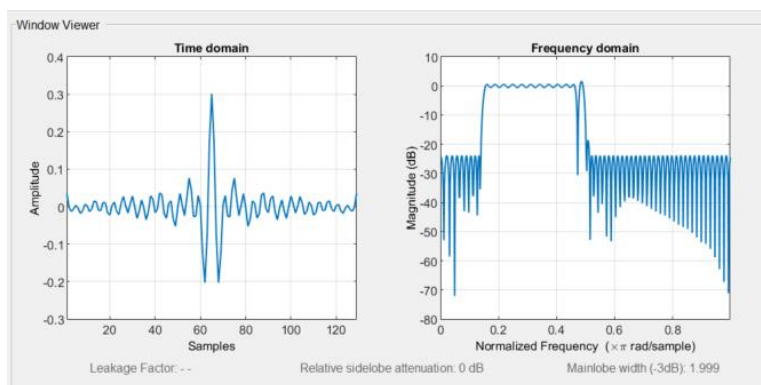 Window Viewer
Time domain
Frequency domain
0.4
0.3
0.2
0.1
0
-0.1
-0.2
-0.3
Amplitude
20 40 60 80 100 120
Samples
10
0
-10
-20
-30
-40
-50
-60
-70
-80
Magnitude (dB)
0 0.2 0.4 0.6 0.8
Normalized Frequency (×π rad/sample)
Leakage Factor: - - Relative sidelobe attenuation: 0 dB Mainlobe width (-3dB): 1.999